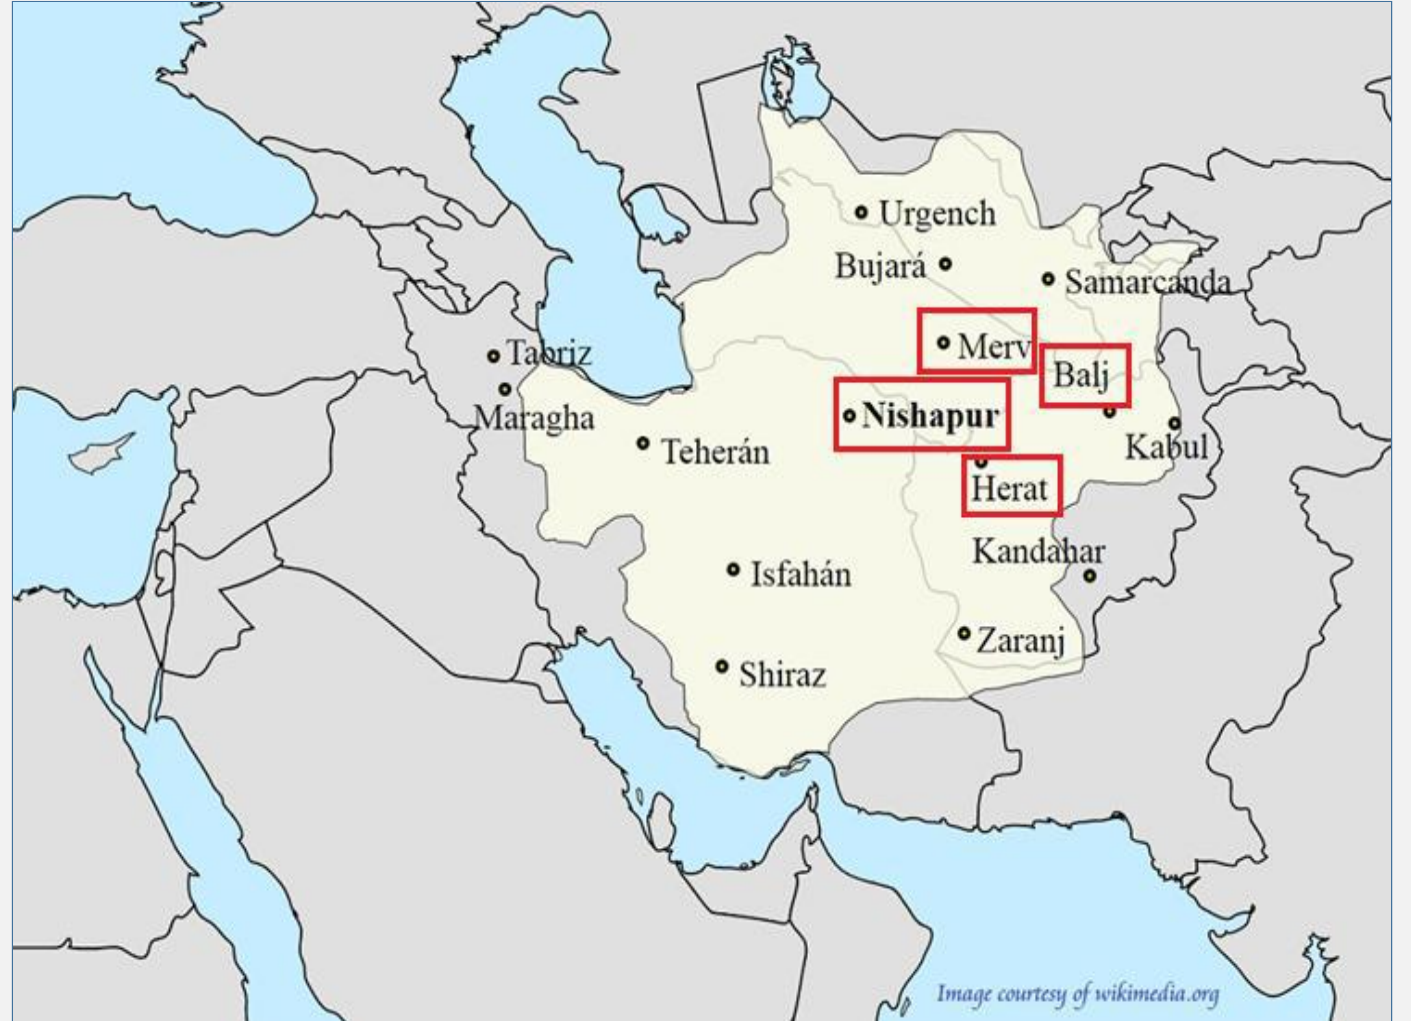 Urgench
Bujará
Samarcanda
Merv
Tabriz
Balj
Maragha
Nishapur
Teherán
Kabul
Herat
Kandahar
Isfahán
Zaranj
Shiraz
Image courtesy of wikimedia.org